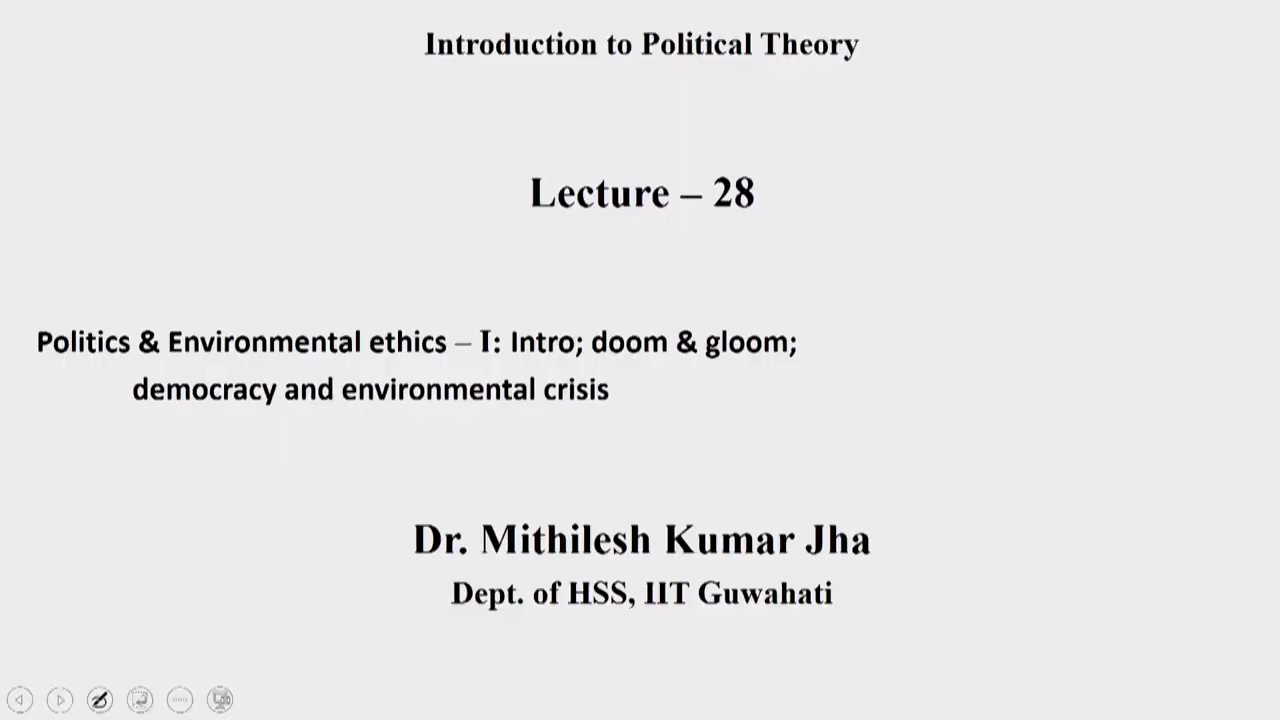 Introduction to Political Theory
Lecture – 28
Politics & Environmental ethics – I: Intro; doom & gloom;
democracy and environmental crisis
Dr. Mithilesh Kumar Jha
Dept. of HSS, IIT Guwahati